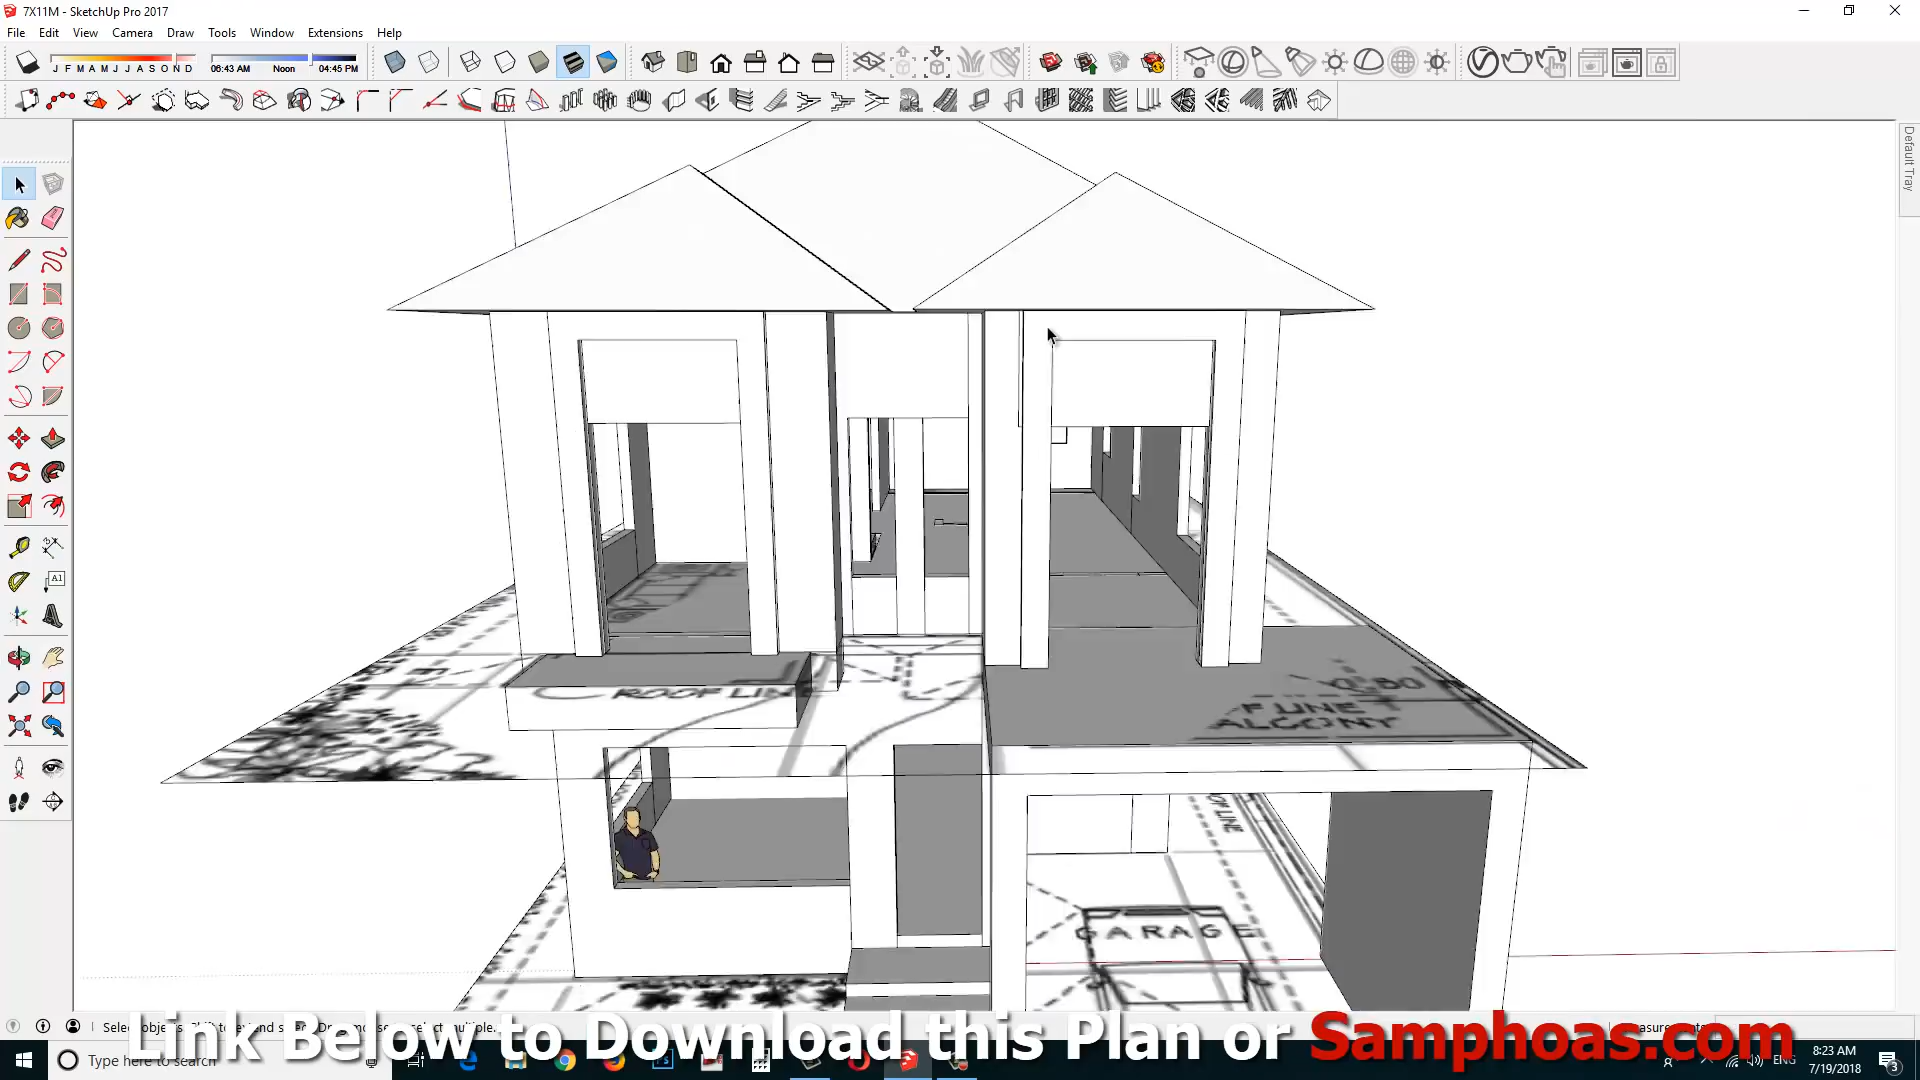 7X11M - SketchUp Pro 2017
File Edit View Camera Draw Tools Window Extensions Help
J F M A M J J A S O N D
06:43 AM Noon 04:45 PM
Default Tray
A1
ROOF LINE
GARAGE
Link Below to Download this Plan or Samphoas.com
Type here to search
ENG
8:23 AM
7/19/2018
3